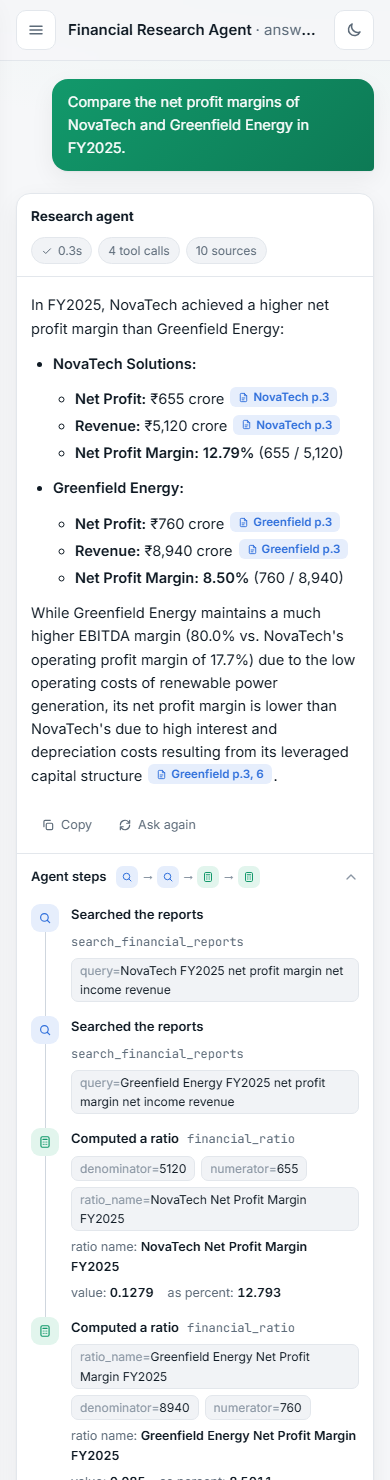 Financial Research Agent · answ...
Compare the net profit margins of
NovaTech and Greenfield Energy in
FY2025.
Research agent
0.3s
4 tool calls
10 sources
In FY2025, NovaTech achieved a higher net
profit margin than Greenfield Energy:
• NovaTech Solutions:
Net Profit: ₹655 crore NovaTech p.3
Revenue: ₹5,120 crore NovaTech p.3
Net Profit Margin: 12.79% (655 / 5,120)
• Greenfield Energy:
Net Profit: ₹760 crore Greenfield p.3
Revenue: ₹8,940 crore Greenfield p.3
Net Profit Margin: 8.50% (760 / 8,940)
While Greenfield Energy maintains a much
higher EBITDA margin (80.0% vs. NovaTech's
operating profit margin of 17.7%) due to the low
operating costs of renewable power
generation, its net profit margin is lower than
NovaTech's due to high interest and
depreciation costs resulting from its leveraged
capital structure Greenfield p.3, 6 .
Copy
Ask again
Agent steps → → →
Searched the reports
search_financial_reports
query=NovaTech FY2025 net profit margin net
income revenue
Searched the reports
search_financial_reports
query=Greenfield Energy FY2025 net profit
margin net income revenue
Computed a ratio financial_ratio
denominator=5120 numerator=655
ratio_name=NovaTech Net Profit Margin
FY2025
ratio name: NovaTech Net Profit Margin
FY2025
value: 0.1279 as percent: 12.793
Computed a ratio financial_ratio
ratio_name=Greenfield Energy Net Profit
Margin FY2025
denominator=8940 numerator=760
ratio name: Greenfield Energy Net Profit Margin
FY2025